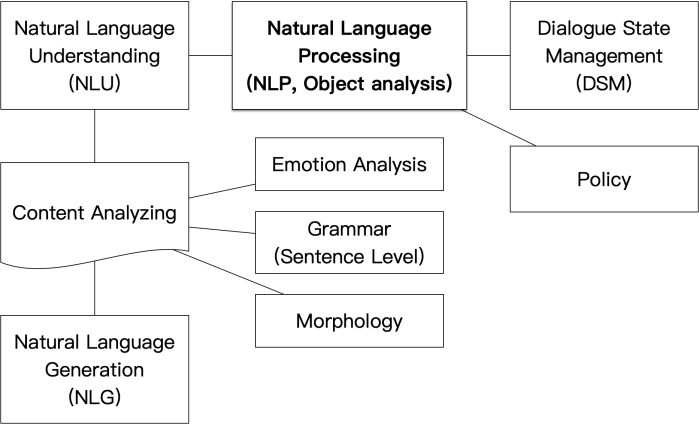 Natural Language
Understanding
(NLU)
Natural Language
Processing
(NLP, Object analysis)
Dialogue State
Management
(DSM)
Emotion Analysis
Policy
Content Analyzing
Grammar
(Sentence Level)
Morphology
Natural Language
Generation
(NLG)